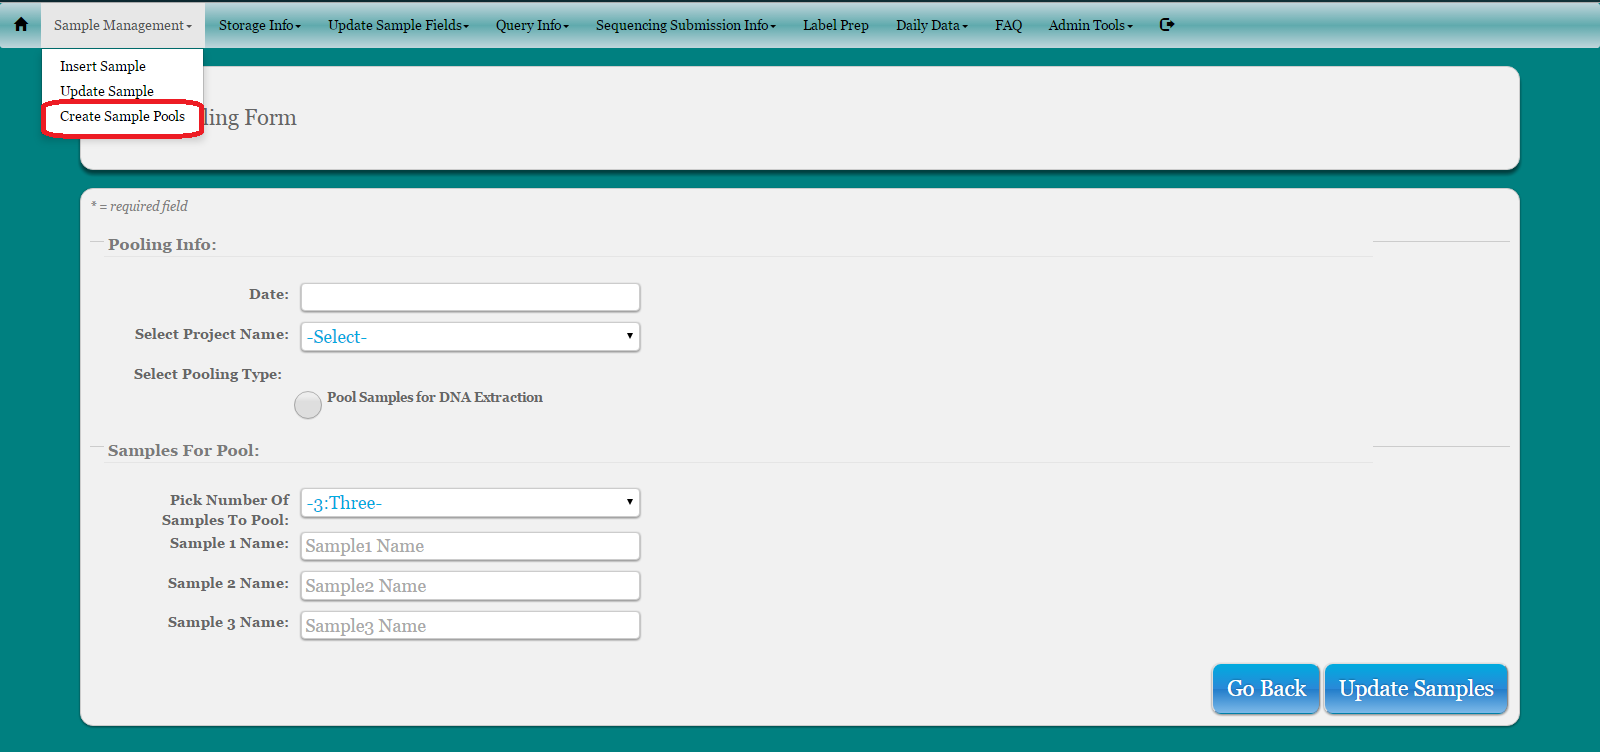 Sample Management Storage Info Update Sample Fields Query Info Sequencing Submission Info Label Prep Daily Data FAQ Admin Tools
Insert Sample
Update Sample
Create Sample Pools
ling Form
* = required field
Pooling Info:
Date:
Select Project Name: -Select-
Select Pooling Type:
Pool Samples for DNA Extraction
Samples For Pool:
Pick Number Of
Samples To Pool: -3:Three-
Sample 1 Name: Sample1 Name
Sample 2 Name: Sample2 Name
Sample 3 Name: Sample3 Name
Go Back Update Samples